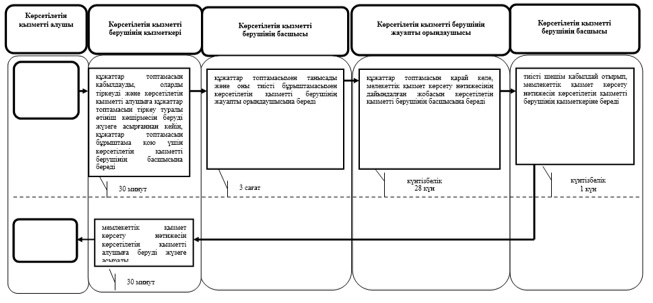 Көрсетілетін
қызметті алушы
Көрсетілетін қызметті
берушінің қызметкері
Көрсетілетін қызметті берушінің
басшысы
Көрсетілетін қызметті берушінің
жауапты орындаушысы
Көрсетілетін қызметті берушінің
басшысы
құжаттар топтамасын
қабылдауды, оларды
тіркеуді және көрсетілетін
қызметті алушыға құжаттар
топтамасын тіркеу туралы
өтініш көшірмесін беруді
жүзеге асырғаннан кейін,
құжаттар топтамасын
бұрыштама қою үшін
көрсетілетін қызметті
берушінің басшысына
береді
30 минут
құжаттар топтамасымен танысады
және оны тиісті бұрыштамасымен
көрсетілетін қызметті берушінің
жауапты орындаушысына береді
3 сағат
құжаттар топтамасын қарай келе,
мемлекеттік қызмет көрсету нәтижесінің
дайындалған жобасын көрсетілетін
қызметті берушінің басшысына береді
күнтізбелік
28 күн
тиісті шешім қабылдай отырып,
мемлекеттік қызмет көрсету
нәтижесін көрсетілетін қызметті
берушінің қызметкеріне береді
күнтізбелік
1 күн
мемлекеттік қызмет
көрсету нәтижесін
көрсетілетін қызметті
алушыға беруді жүзеге
асырады
30 минут